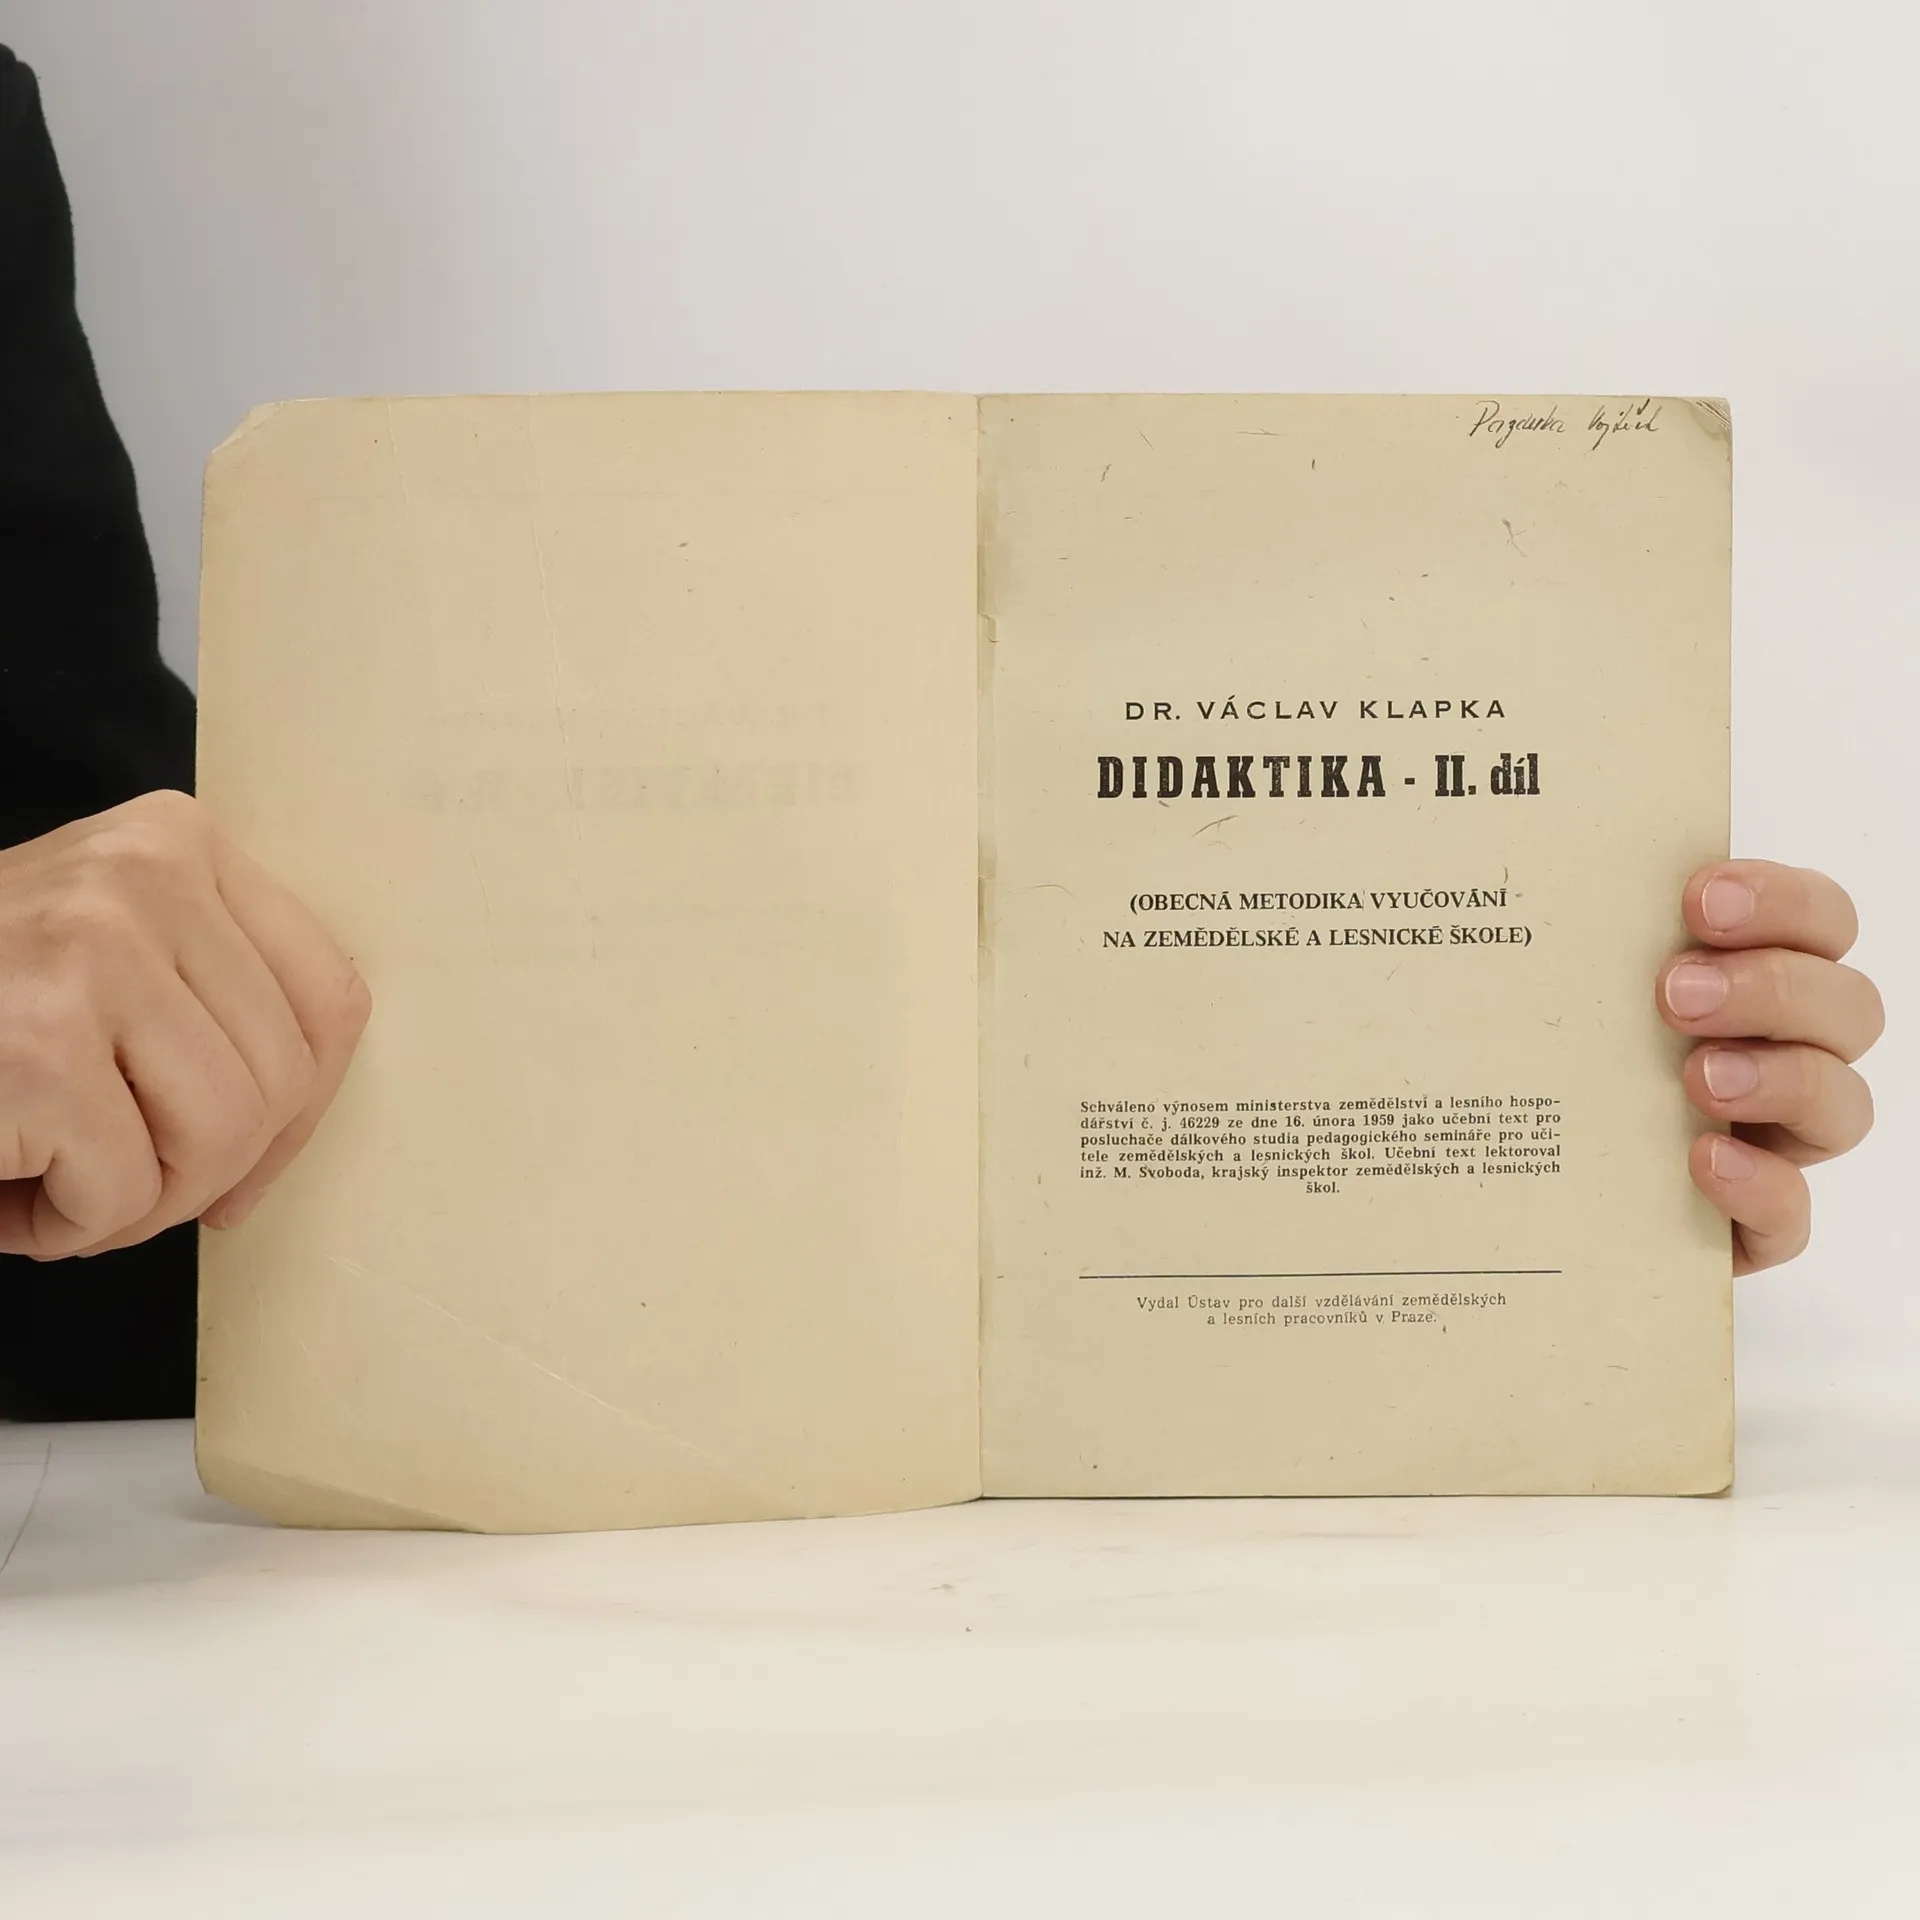 Vojtěch
DR. VÁCLAV KLAPKA
DIDAKTIKA - II. díl
(OBECNÁ METODIKA VYUČOVÁNÍ
NA ZEMĚDĚLSKÉ A LESNICKÉ ŠKOLE)
Schváleno výnosem ministerstva zemědělství a lesního hospo-
dářství č. j. 46229 ze dne 16. února 1959 jako učební text pro
posluchače dálkového studia pedagogického semináře pro uči-
tele zemědělských a lesnických škol. Učební text lektoroval
inž. M. Svoboda, krajský inspektor zemědělských a lesnických
škol.
Vydal Ústav pro další vzdělávání zemědělských
a lesních pracovníků v Praze.